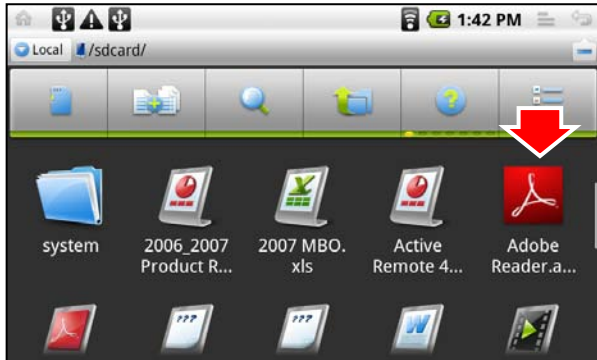 1:42 PM
Local /sdcard/
system
2006_2007
Product R...
2007 MBO.
xls
Active
Remote 4...
Adobe
Reader.a...
???
???